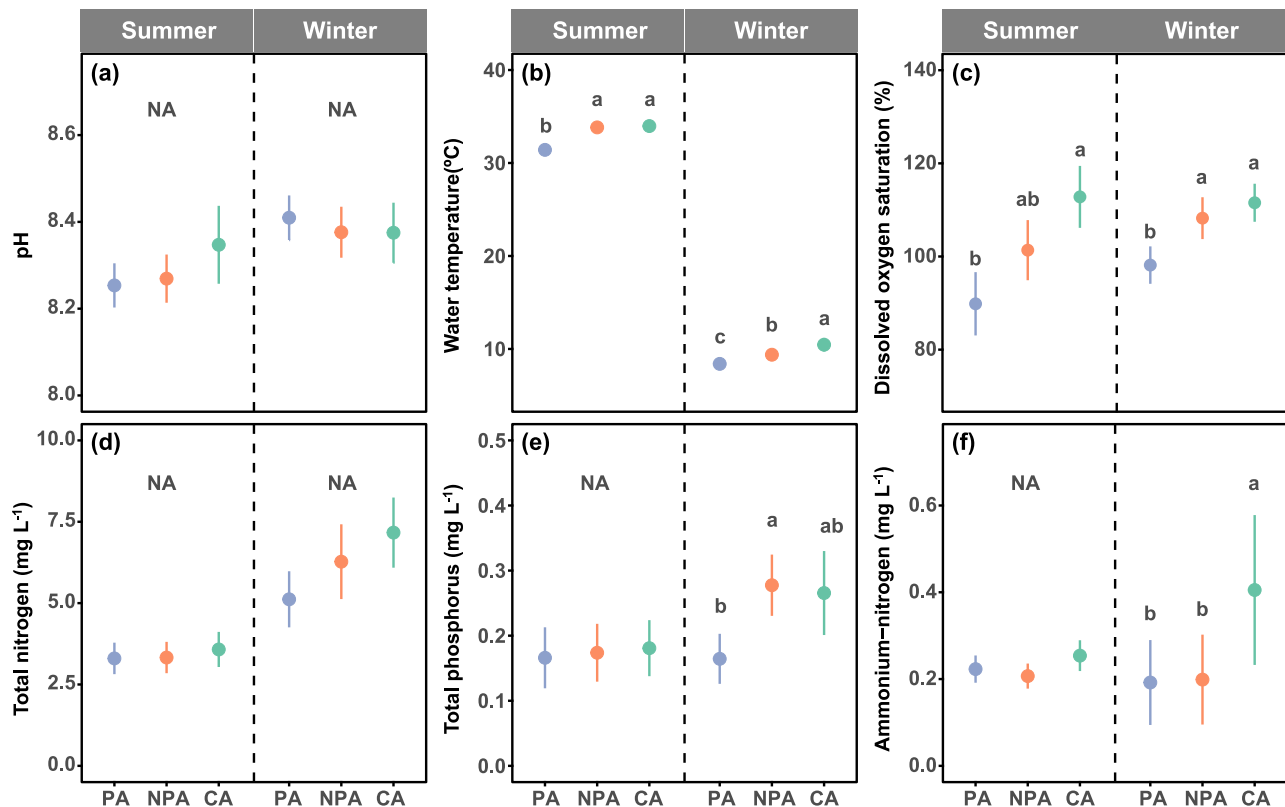 Summer Winter Summer Winter Summer Winter
(a)
NA NA
8.6
8.4
8.2
8.0
pH
(b)
a a
b
c b a
40
30
20
10
Water temperature(ºC)
(c)
a
ab
b
a
a
b
140
120
100
80
Dissolved oxygen saturation (%)
(d)
NA NA
10.0
7.5
5.0
2.5
0.0
Total nitrogen (mg L⁻¹)
PA NPA CA PA NPA CA
(e)
NA
a
ab
b
0.5
0.4
0.3
0.2
0.1
0.0
Total phosphorus (mg L⁻¹)
PA NPA CA PA NPA CA
(f)
NA
a
b b
0.6
0.4
0.2
0.0
Ammonium−nitrogen (mg L⁻¹)
PA NPA CA PA NPA CA